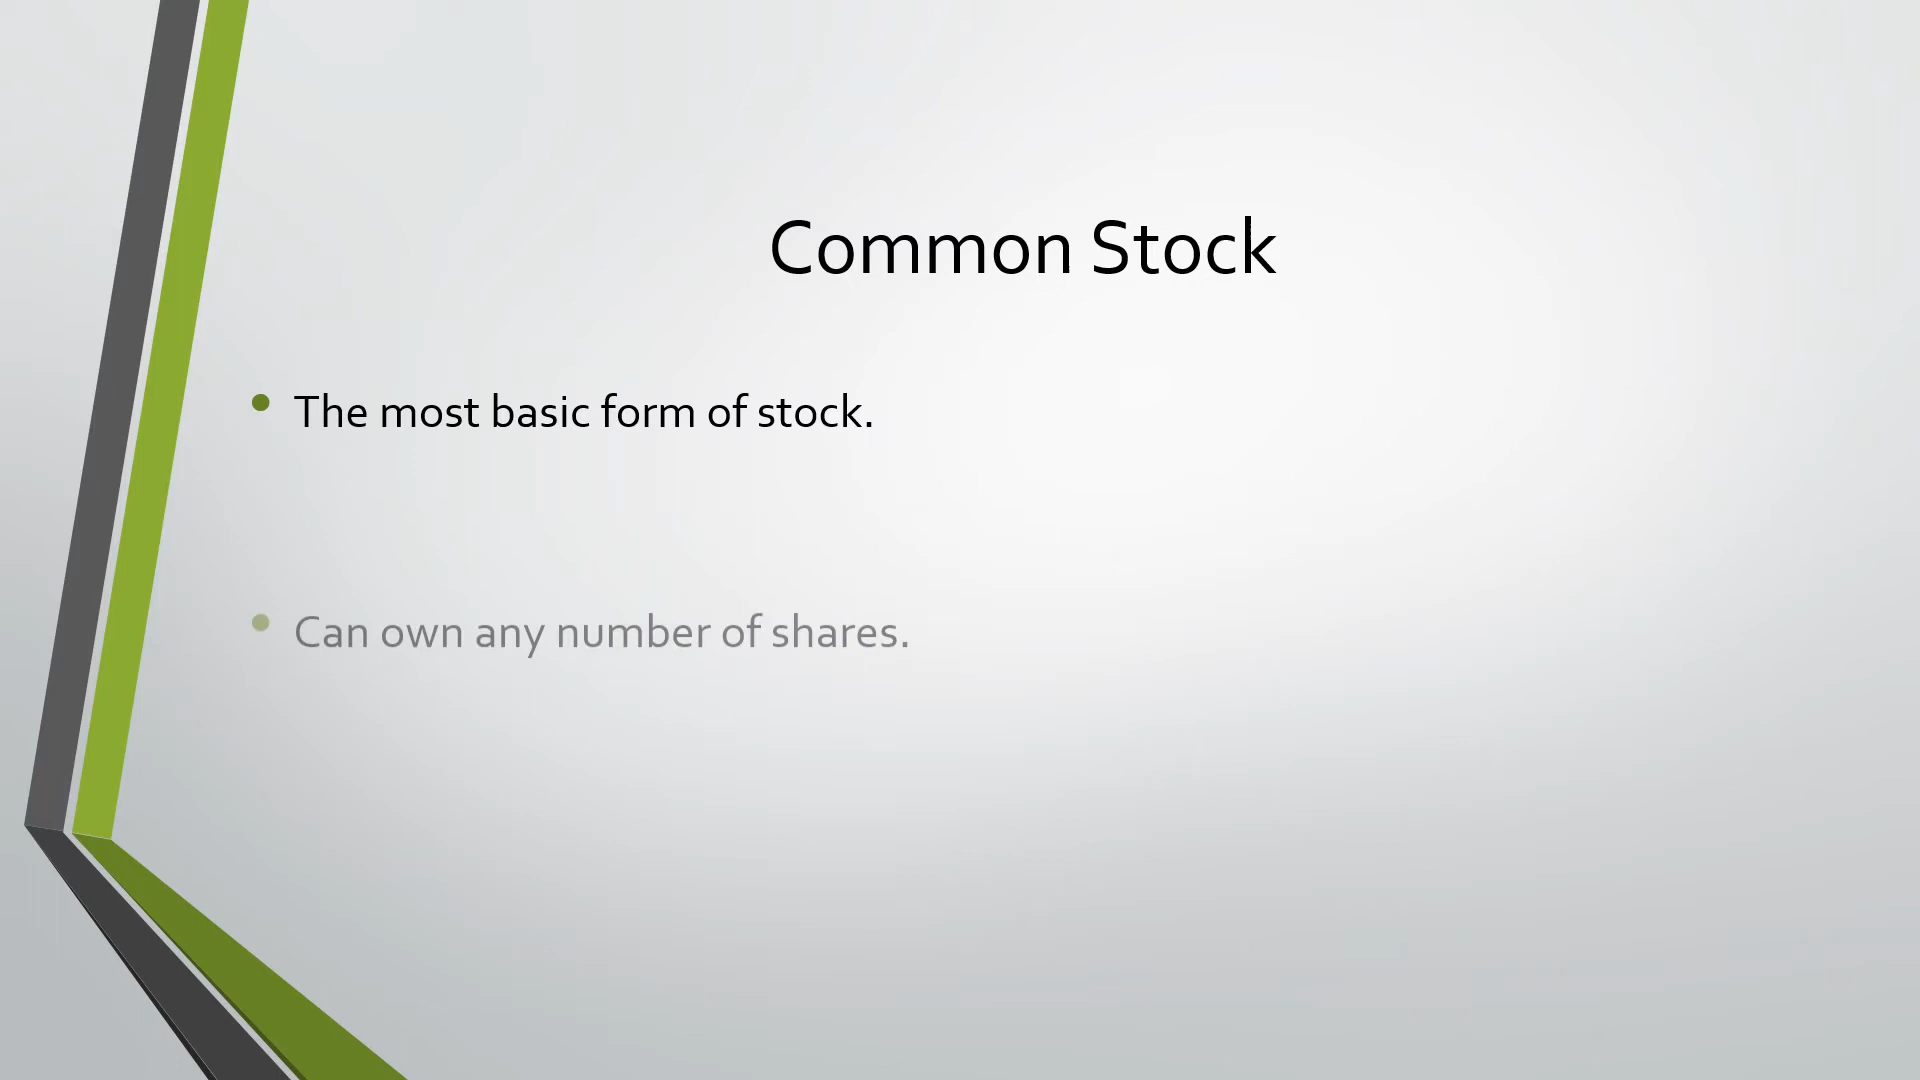 Common Stock
• The most basic form of stock.
• Can own any number of shares.